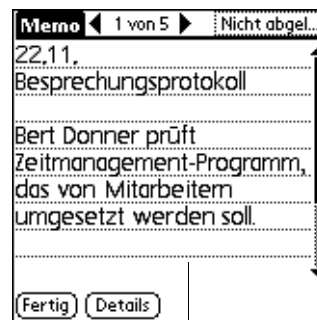 Memo 1 von 5 Nicht abgel...
22,11,
Besprechungsprotokoll
Bert Donner prüft
Zeitmanagement-Programm,
das von Mitarbeitern
umgesetzt werden soll.
Fertig Details